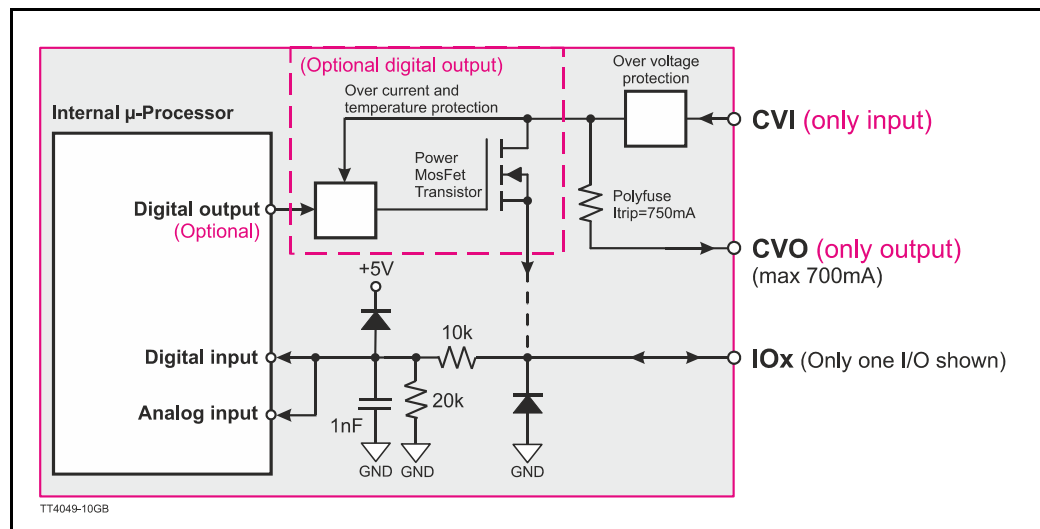 (Optional digital output)
Over current and
temperature protection
Over voltage
protection
Internal µ-Processor
CVI (only input)
Power
MosFet
Transistor
Polyfuse
Itrip=750mA
Digital output
(Optional)
CVO (only output)
(max 700mA)
+5V
10k
Digital input
IOx (Only one I/O shown)
20k
Analog input
1nF
GND
GND
GND
TT4049-10GB